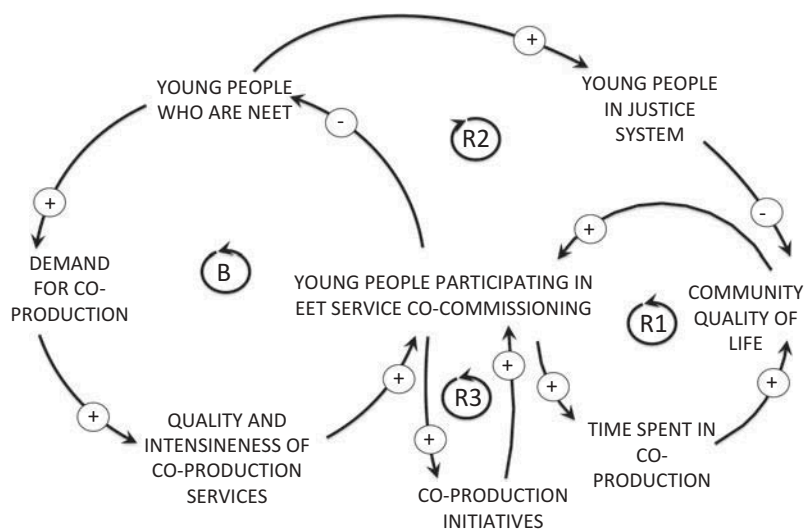 +
YOUNG PEOPLE
WHO ARE NEET
YOUNG PEOPLE
IN JUSTICE
SYSTEM
-
R2
+
-
+
DEMAND
FOR CO-
PRODUCTION
B
YOUNG PEOPLE PARTICIPATING IN
EET SERVICE CO-COMMISSIONING
COMMUNITY
QUALITY OF
LIFE
R1
+
+
R3
+
+
+
+
QUALITY AND
INTENSINENESS OF
CO-PRODUCTION
SERVICES
TIME SPENT IN
CO-
PRODUCTION
CO-PRODUCTION
INITIATIVES